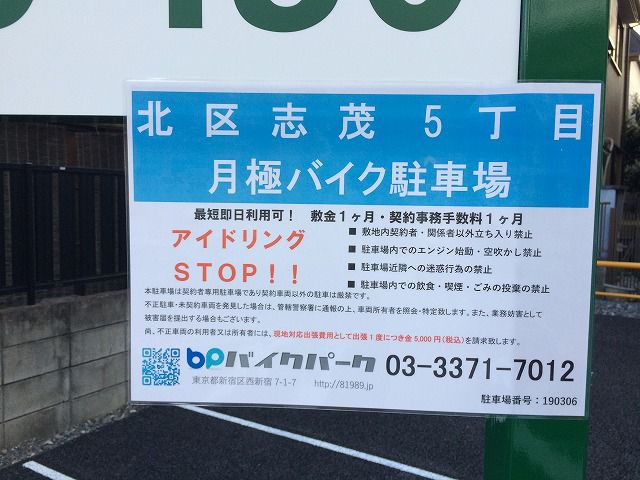 北区志茂5丁目
月極バイク駐車場
最短即日利用可！ 敷金1ヶ月・契約事務手数料1ヶ月
アイドリング
STOP！！
■ 敷地内契約者・関係者以外立ち入り禁止
■ 駐車場内でのエンジン始動・空吹かし禁止
■ 駐車場近隣への迷惑行為の禁止
■ 駐車場内での飲食・喫煙・ごみの投棄の禁止
本駐車場は契約者専用駐車場であり契約車両以外の駐車は厳禁です。
不正駐車・未契約車両を発見した場合は、管轄警察署に通報の上、車両所有者を照会・特定致します。また、業務妨害として
被害届を提出する場合もございます。
尚、不正車両の利用者又は所有者には、現地対応出張費用として出張1度につき金5,000円（税込）を請求致します。
bp バイクパーク 03-3371-7012
東京都新宿区西新宿 7-1-7 http://81989.jp
駐車場番号：190306